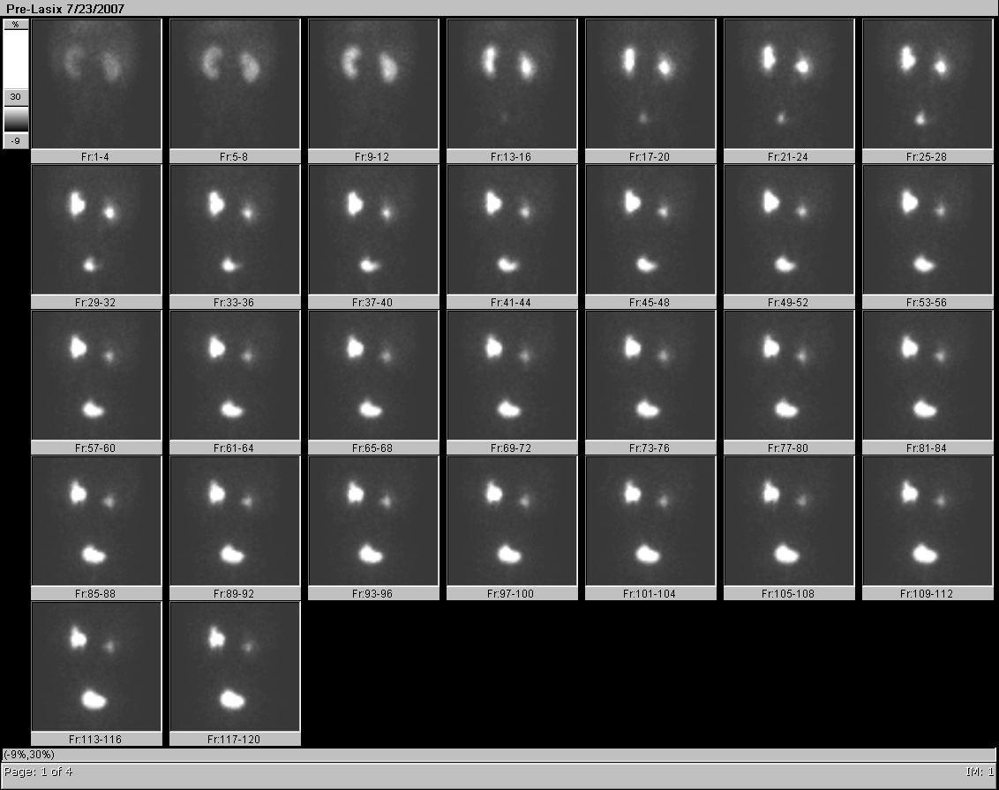 Pre-Lasix 7/23/2007
%
30
-9
Fr:1-4
Fr:5-8
Fr:9-12
Fr:13-16
Fr:17-20
Fr:21-24
Fr:25-28
Fr:29-32
Fr:33-36
Fr:37-40
Fr:41-44
Fr:45-48
Fr:49-52
Fr:53-56
Fr:57-60
Fr:61-64
Fr:65-68
Fr:69-72
Fr:73-76
Fr:77-80
Fr:81-84
Fr:85-88
Fr:89-92
Fr:93-96
Fr:97-100
Fr:101-104
Fr:105-108
Fr:109-112
Fr:113-116
Fr:117-120
(-9%,30%)
Page: 1 of 4
IM: 1